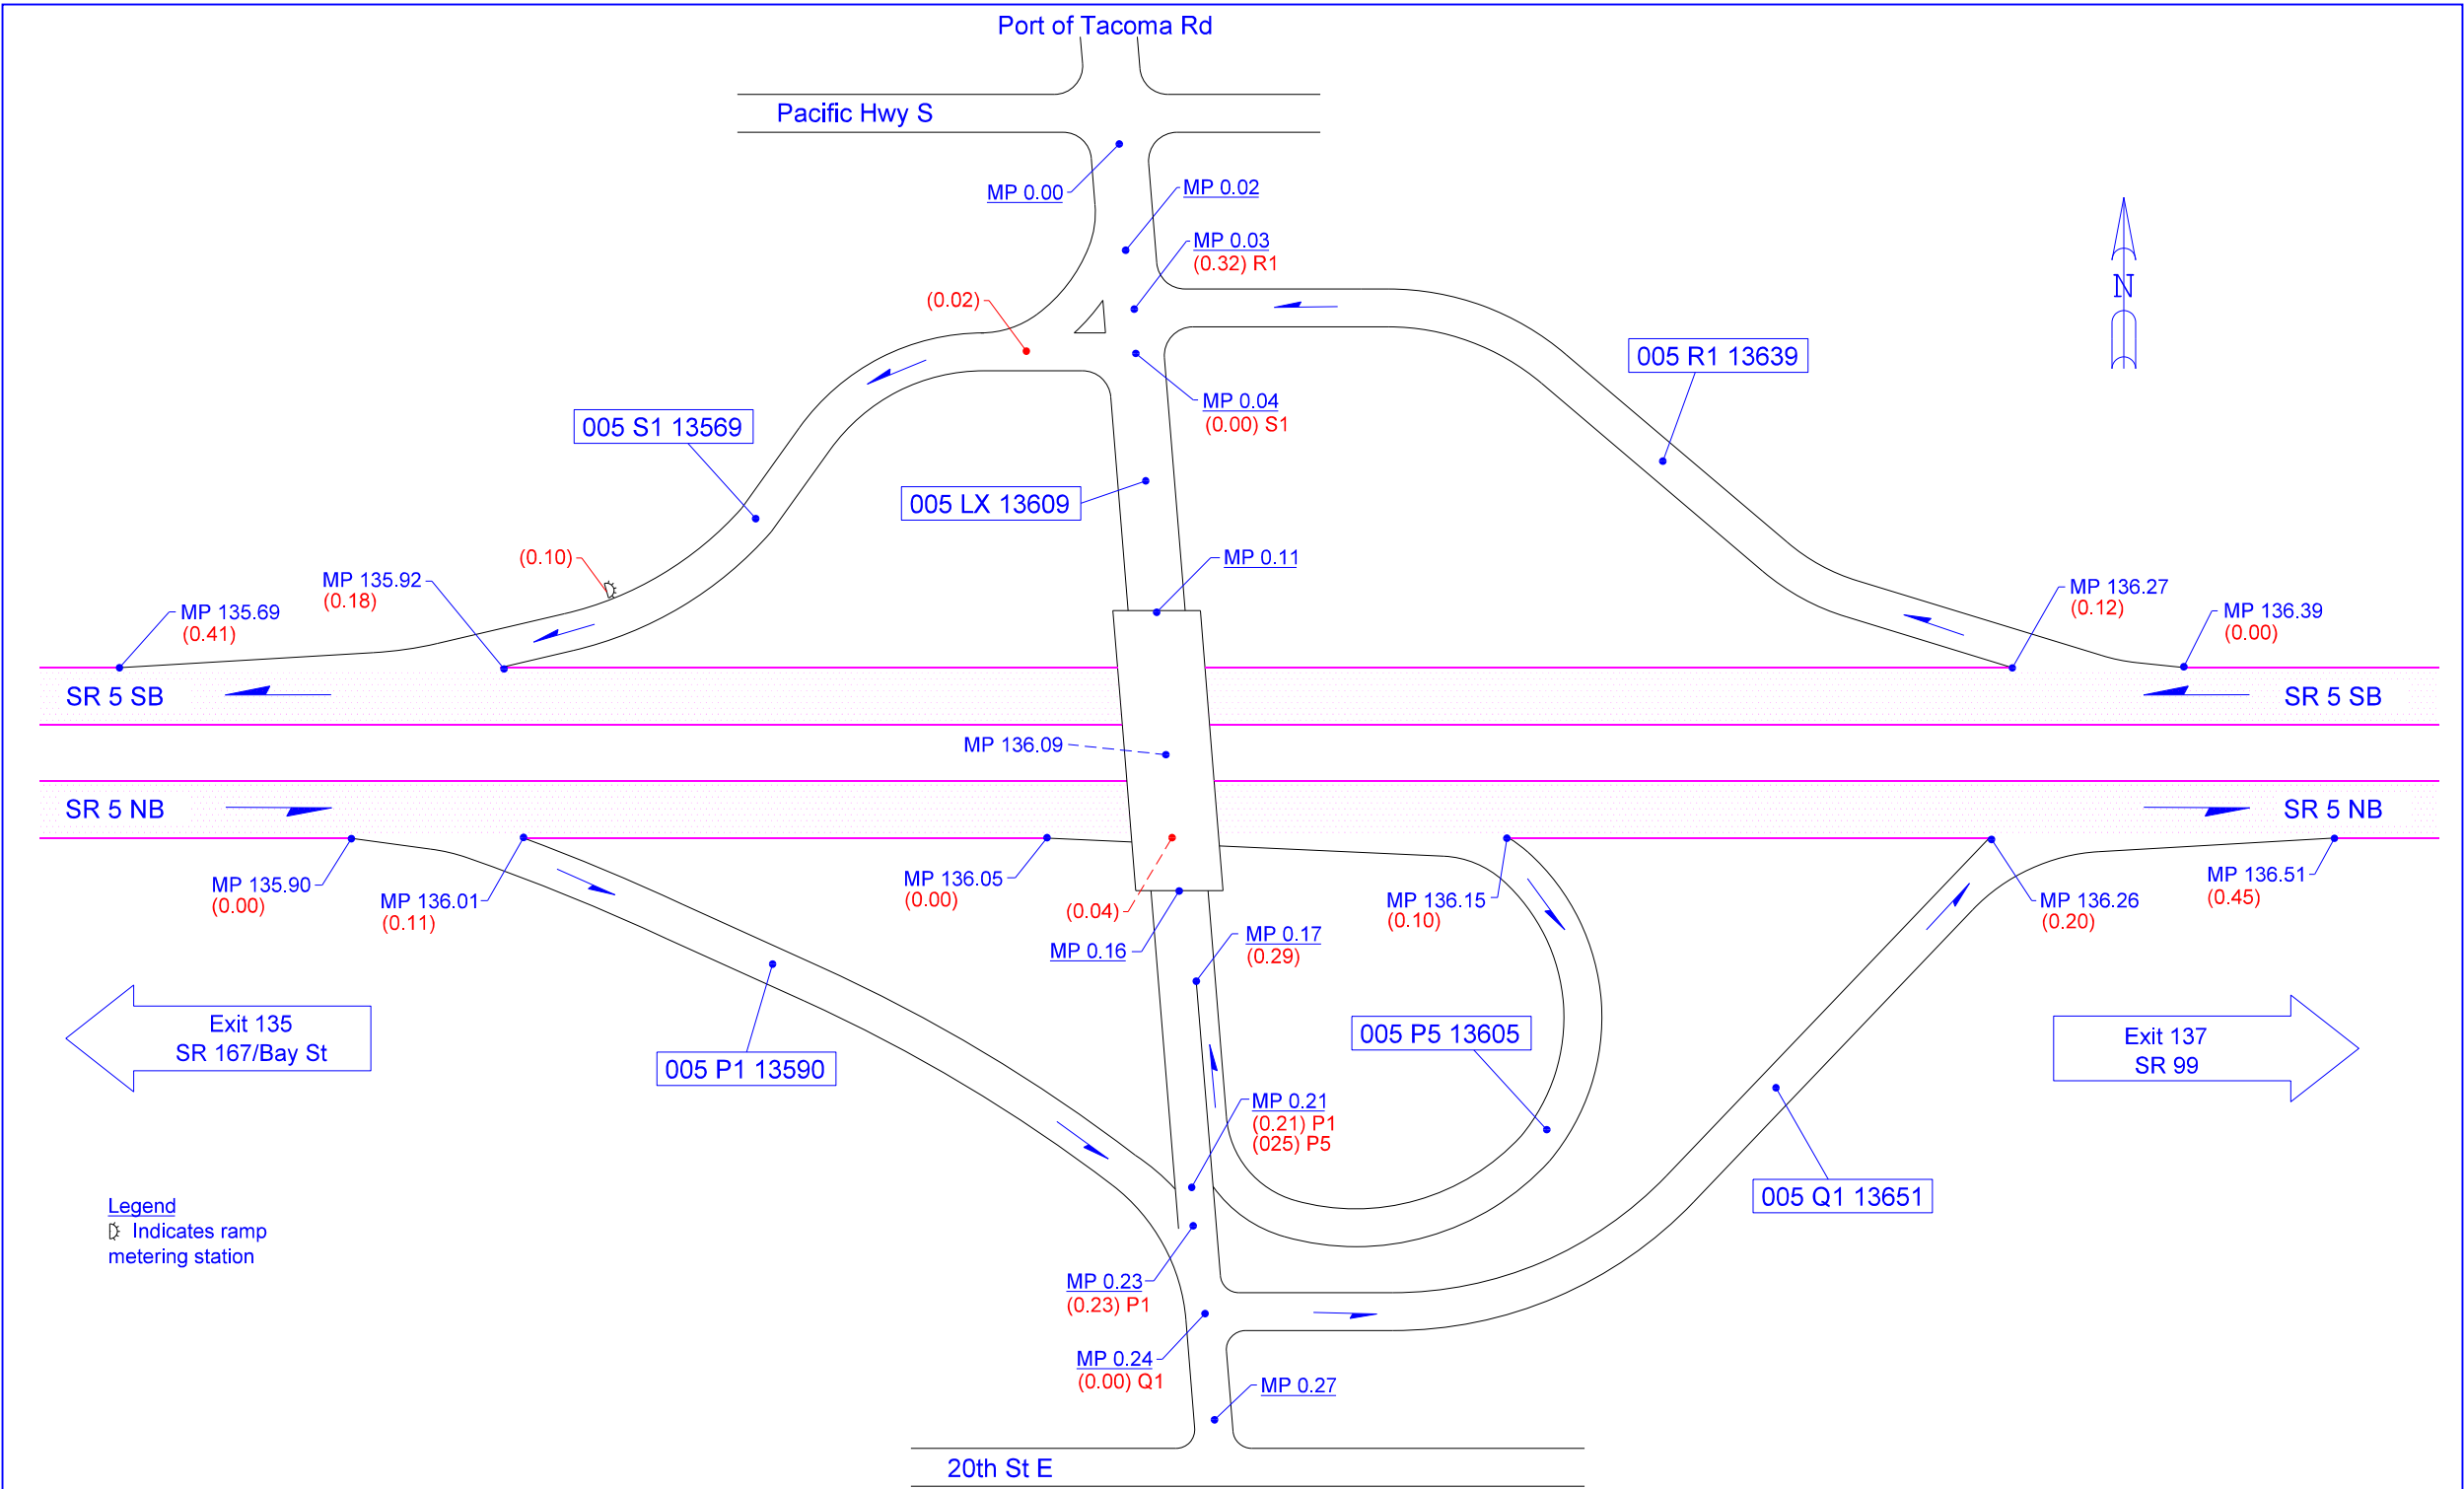 Port of Tacoma Rd
Pacific Hwy S
MP 0.00
MP 0.02
MP 0.03
(0.32) R1
(0.02)
N
005 R1 13639
MP 0.04
(0.00) S1
005 S1 13569
005 LX 13609
(0.10)
MP 0.11
MP 135.92
(0.18)
MP 136.27
(0.12)
MP 135.69
(0.41)
MP 136.39
(0.00)
SR 5 SB
SR 5 SB
MP 136.09
SR 5 NB
SR 5 NB
MP 135.90
(0.00)
MP 136.01
(0.11)
MP 136.05
(0.00)
(0.04)
MP 136.15
(0.10)
MP 136.26
(0.20)
MP 136.51
(0.45)
MP 0.16
MP 0.17
(0.29)
Exit 135
SR 167/Bay St
005 P1 13590
005 P5 13605
Exit 137
SR 99
MP 0.21
(0.21) P1
(025) P5
005 Q1 13651
Legend
Indicates ramp
metering station
MP 0.23
(0.23) P1
MP 0.24
(0.00) Q1
MP 0.27
20th St E